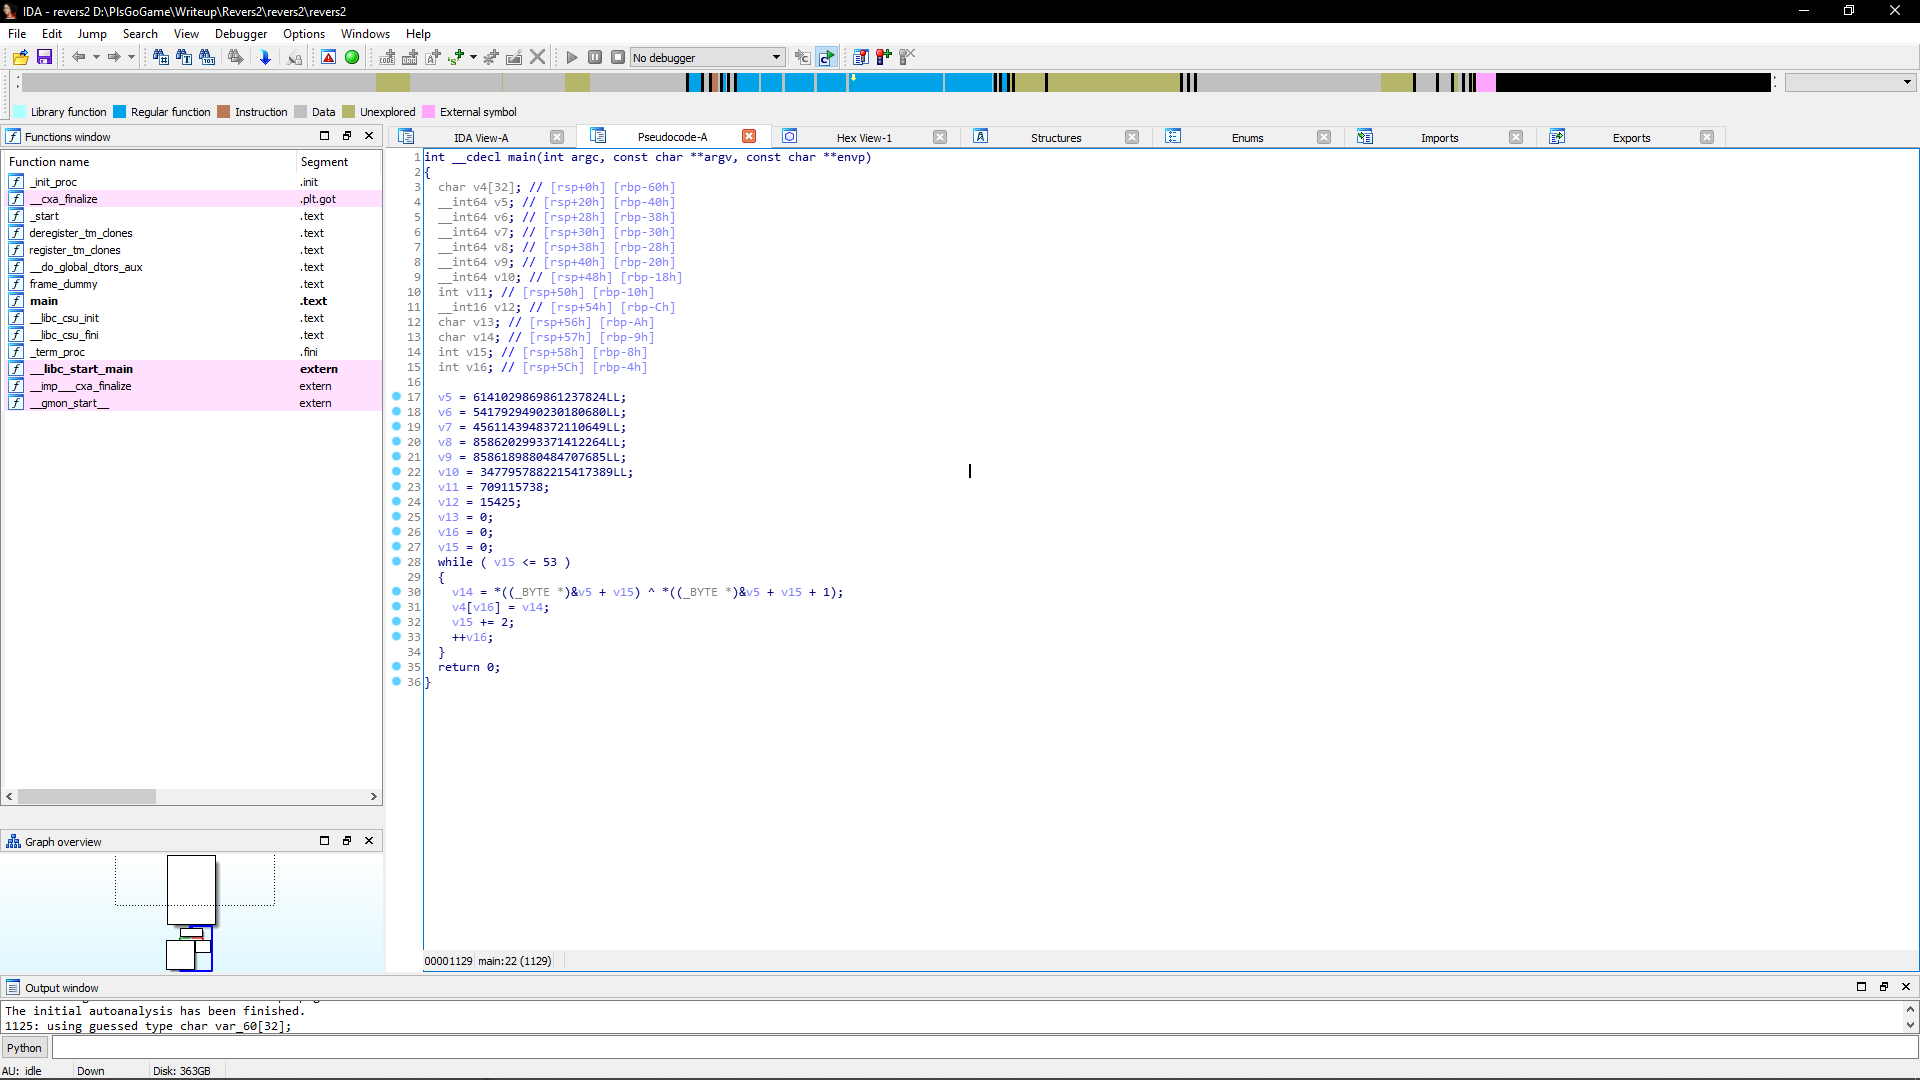 IDA - revers2 D:\PlsGoGame\Writeup\Revers2\revers2\revers2
File Edit Jump Search View Debugger Options Windows Help
No debugger
Library function Regular function Instruction Data Unexplored External symbol
Functions window
Function name Segment
_init_proc .init
__cxa_finalize .plt.got
_start .text
deregister_tm_clones .text
register_tm_clones .text
__do_global_dtors_aux .text
frame_dummy .text
main .text
__libc_csu_init .text
__libc_csu_fini .text
_term_proc .fini
__libc_start_main extern
__imp___cxa_finalize extern
__gmon_start__ extern
Graph overview
IDA View-A Pseudocode-A Hex View-1 Structures Enums Imports Exports
1 int __cdecl main(int argc, const char **argv, const char **envp)
2 {
3 char v4[32]; // [rsp+0h] [rbp-60h]
4 __int64 v5; // [rsp+20h] [rbp-40h]
5 __int64 v6; // [rsp+28h] [rbp-38h]
6 __int64 v7; // [rsp+30h] [rbp-30h]
7 __int64 v8; // [rsp+38h] [rbp-28h]
8 __int64 v9; // [rsp+40h] [rbp-20h]
9 __int64 v10; // [rsp+48h] [rbp-18h]
10 int v11; // [rsp+50h] [rbp-10h]
11 __int16 v12; // [rsp+54h] [rbp-Ch]
12 char v13; // [rsp+56h] [rbp-Ah]
13 char v14; // [rsp+57h] [rbp-9h]
14 int v15; // [rsp+58h] [rbp-8h]
15 int v16; // [rsp+5Ch] [rbp-4h]
16
17 v5 = 6141029869861237824LL;
18 v6 = 5417929490230180680LL;
19 v7 = 4561143948372110649LL;
20 v8 = 8586202993371412264LL;
21 v9 = 8586189880484707685LL;
22 v10 = 3477957882215417389LL;
23 v11 = 709115738;
24 v12 = 15425;
25 v13 = 0;
26 v16 = 0;
27 v15 = 0;
28 while ( v15 <= 53 )
29 {
30 v14 = *((_BYTE *)&v5 + v15) ^ *((_BYTE *)&v5 + v15 + 1);
31 v4[v16] = v14;
32 v15 += 2;
33 ++v16;
34 }
35 return 0;
36 }
00001129 main:22 (1129)
Output window
The initial autoanalysis has been finished.
1125: using guessed type char var_60[32];
Python
AU: idle Down Disk: 363GB